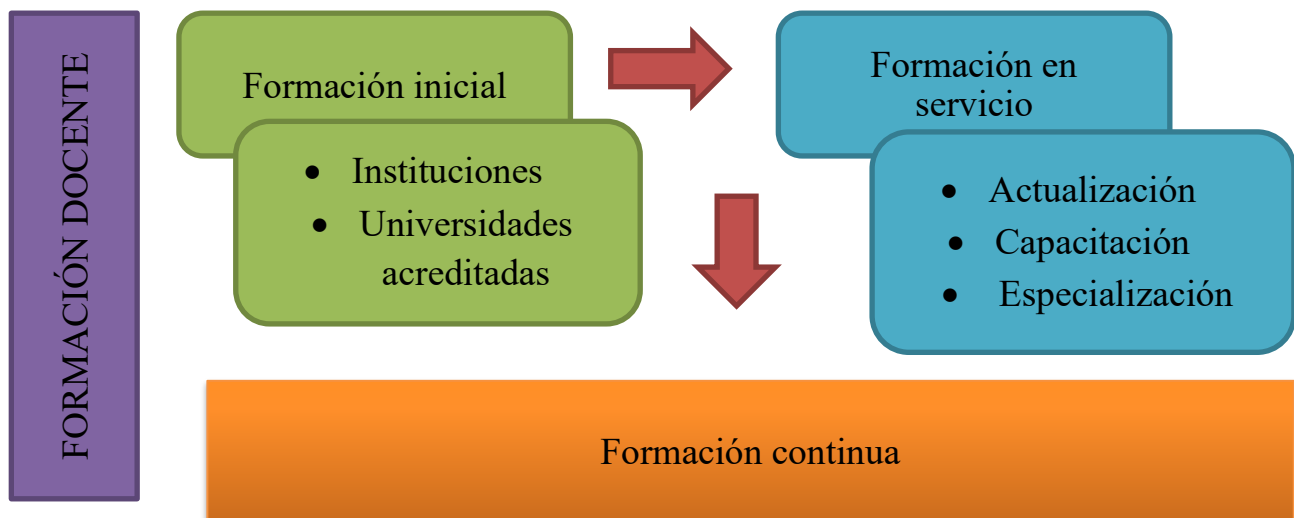 FORMACIÓN DOCENTE
Formación inicial
• Instituciones
• Universidades
acreditadas
Formación en
servicio
• Actualización
• Capacitación
• Especialización
Formación continua